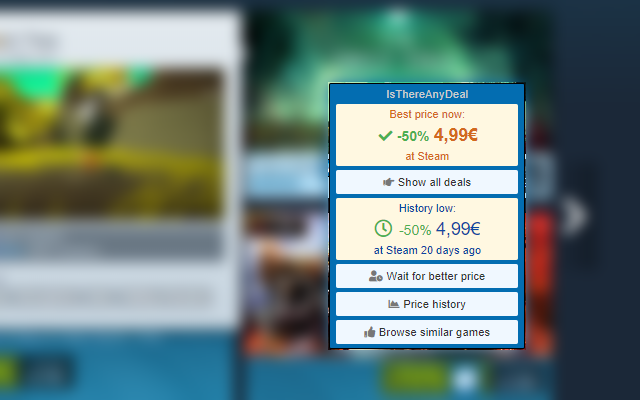 IsThereAnyDeal
Best price now:
-50% 4,99€
at Steam
Show all deals
History low:
-50% 4,99€
at Steam 20 days ago
Wait for better price
Price history
Browse similar games